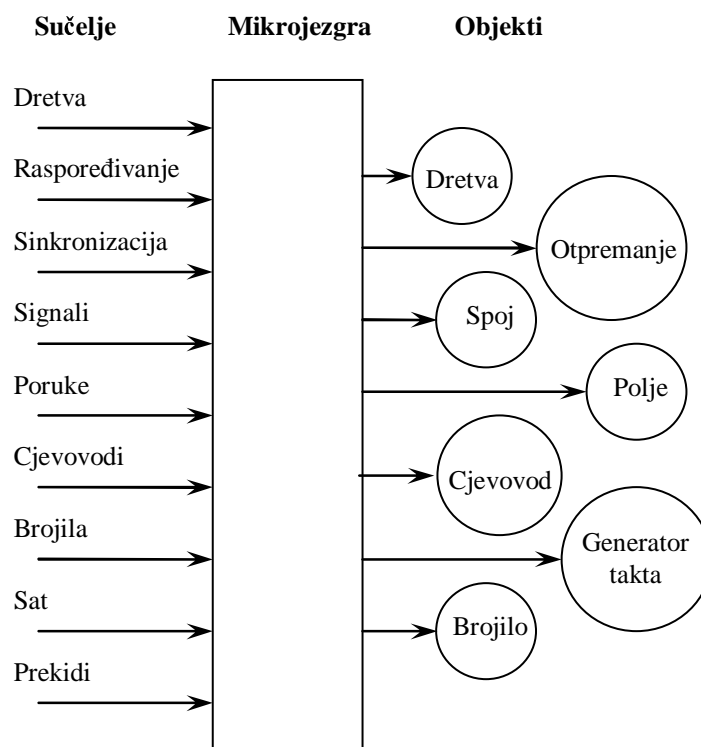 Sučelje Mikrojezgra Objekti
Dretva
Raspoređivanje
Sinkronizacija
Signali
Poruke
Cjevovodi
Brojila
Sat
Prekidi
Dretva
Otpremanje
Spoj
Polje
Cjevovod
Generator
takta
Brojilo